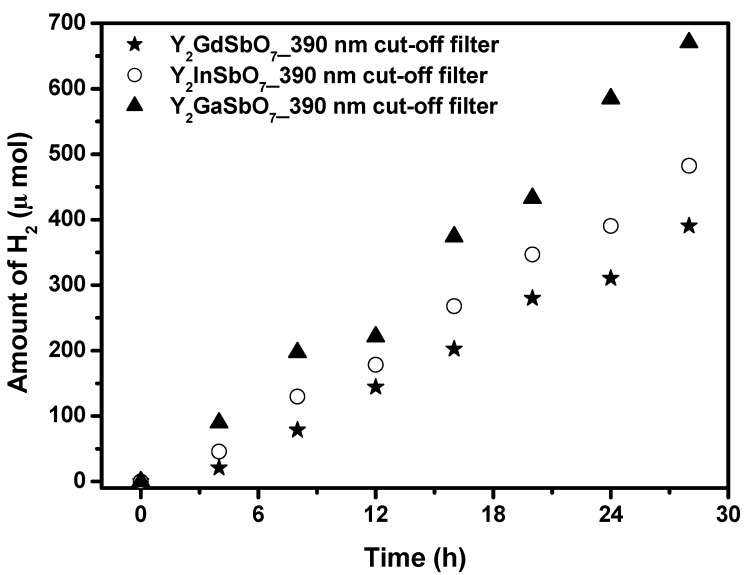 700
600
500
400
300
200
100
0
Amount of H₂ (μ mol)
Y₂GdSbO₇_390 nm cut-off filter
Y₂InSbO₇_390 nm cut-off filter
Y₂GaSbO₇_390 nm cut-off filter
0 6 12 18 24 30
Time (h)